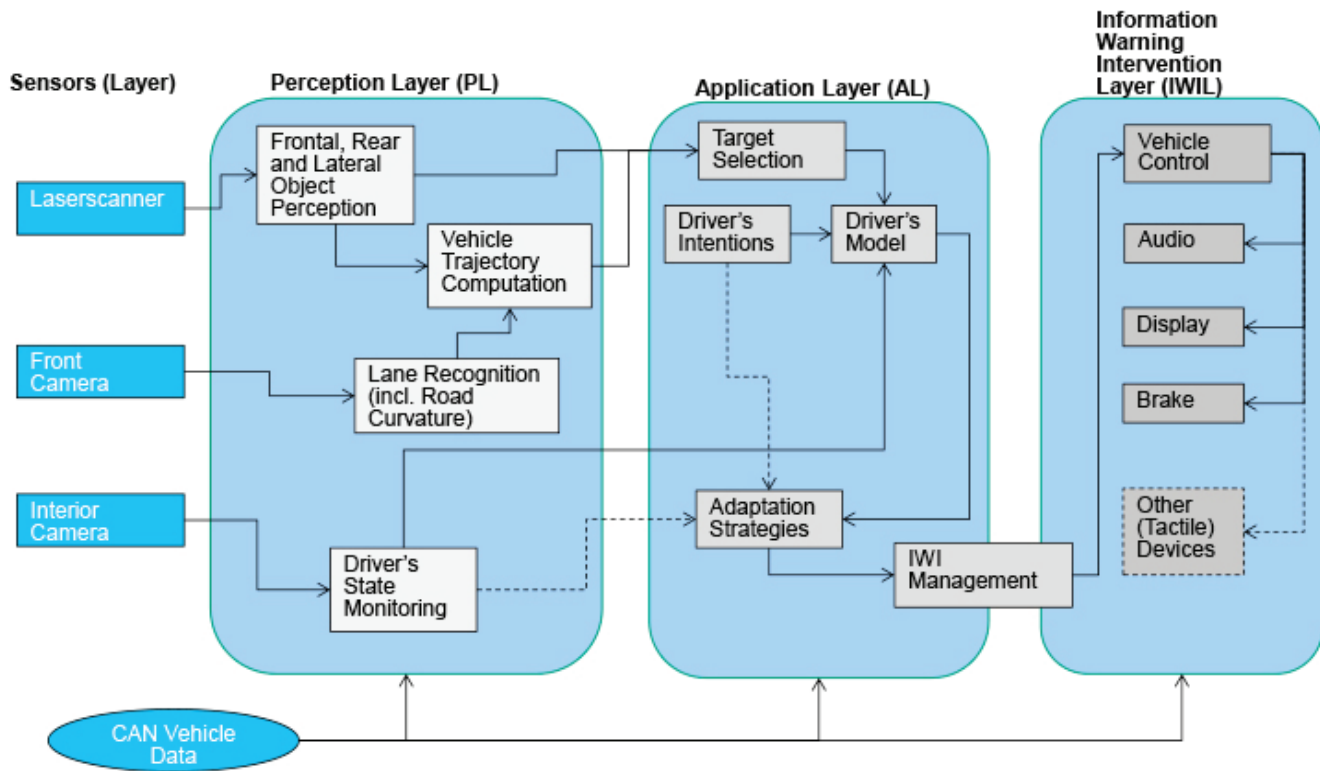 Sensors (Layer)
Laserscanner
Front
Camera
Interior
Camera
CAN Vehicle
Data
Perception Layer (PL)
Frontal, Rear
and Lateral
Object
Perception
Vehicle
Trajectory
Computation
Lane Recognition
(incl. Road
Curvature)
Driver's
State
Monitoring
Application Layer (AL)
Target
Selection
Driver's
Intentions
Driver's
Model
Adaptation
Strategies
IWI
Management
Information
Warning
Intervention
Layer (IWIL)
Vehicle
Control
Audio
Display
Brake
Other
(Tactile)
Devices